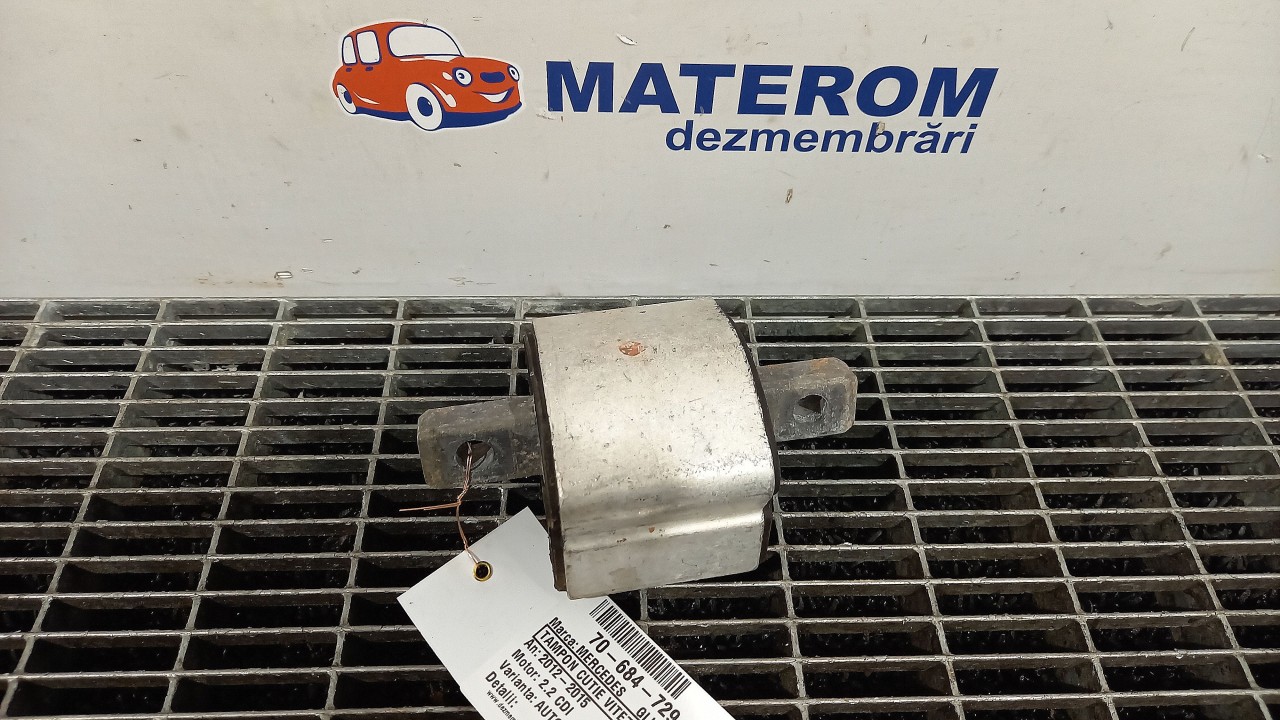 MATEROM
dezmembrări
70-684-729
Marca: MERCEDES
TAMPON CUTIE VITE
An: 2012-2015
Motor: 2.2 CDI
Varianta:
Detalii: